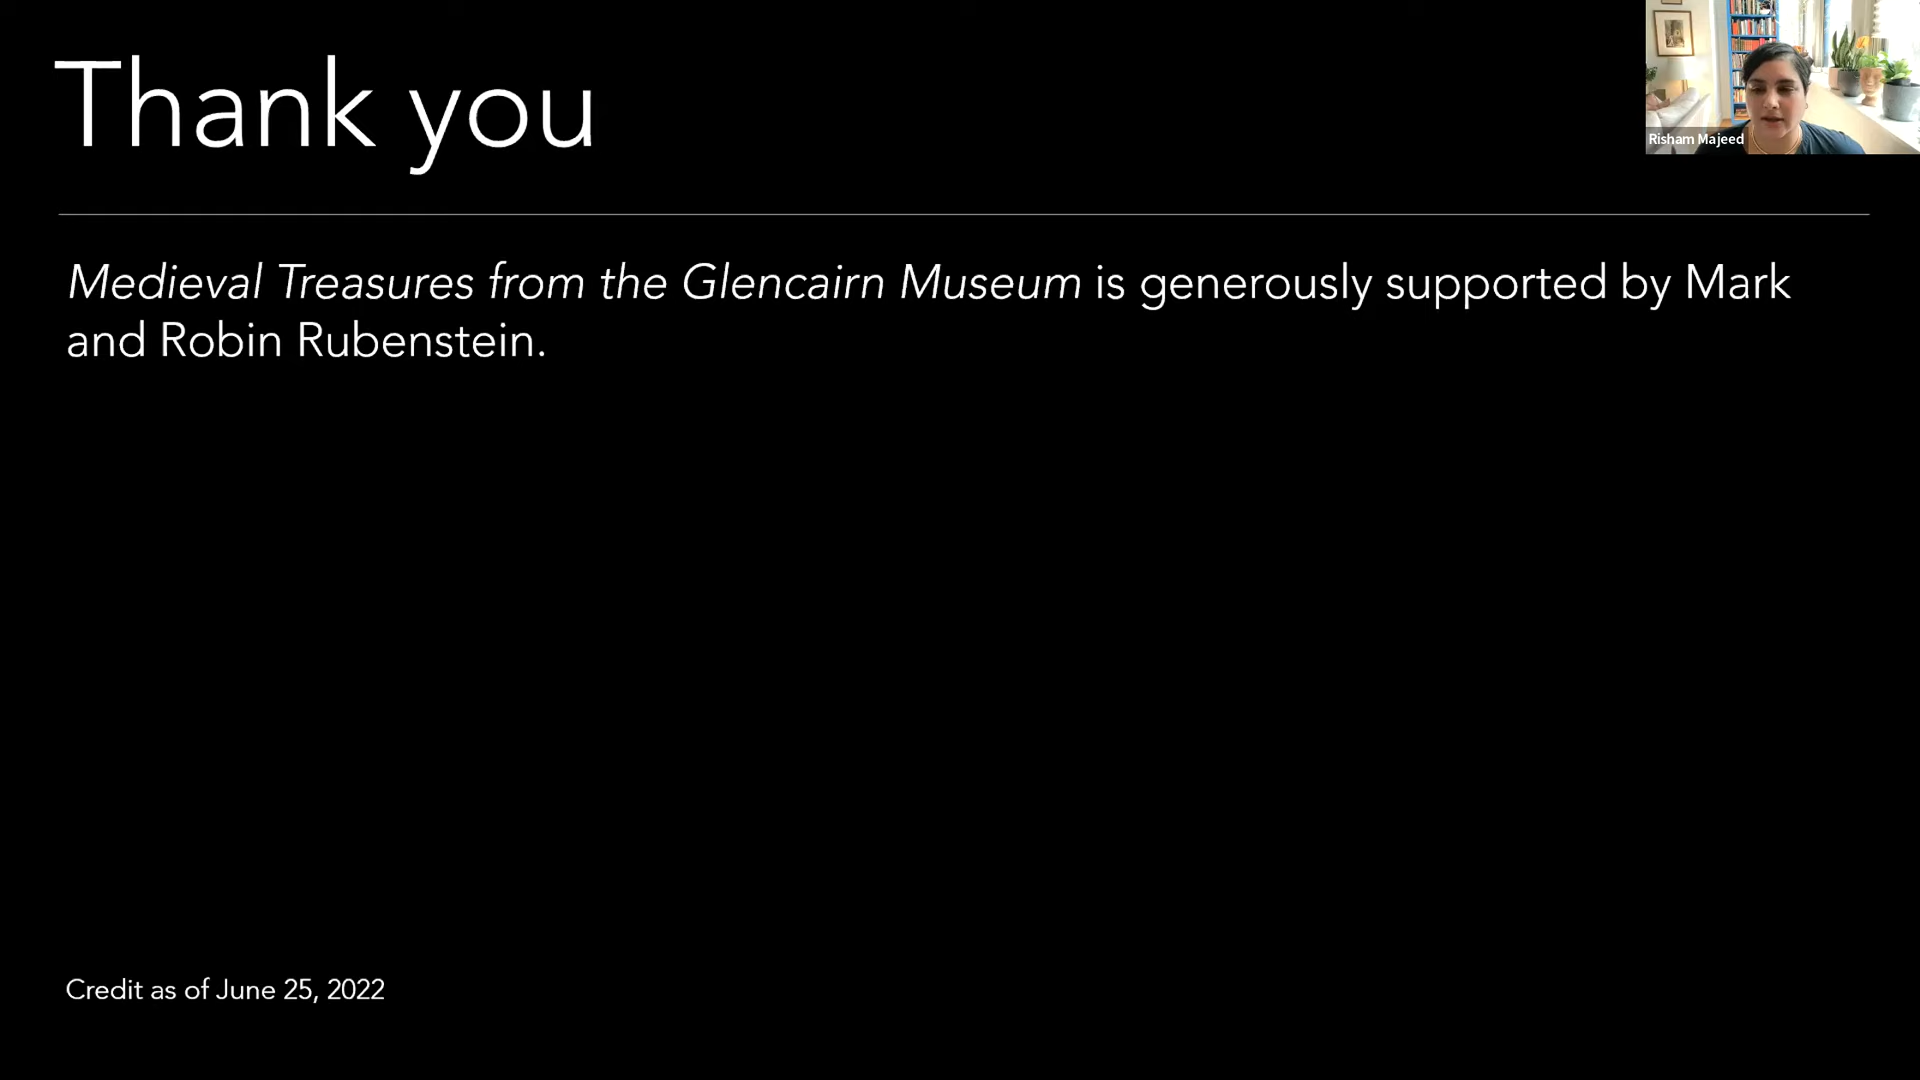 Thank you
Risham Majeed
Medieval Treasures from the Glencairn Museum is generously supported by Mark
and Robin Rubenstein.
Credit as of June 25, 2022